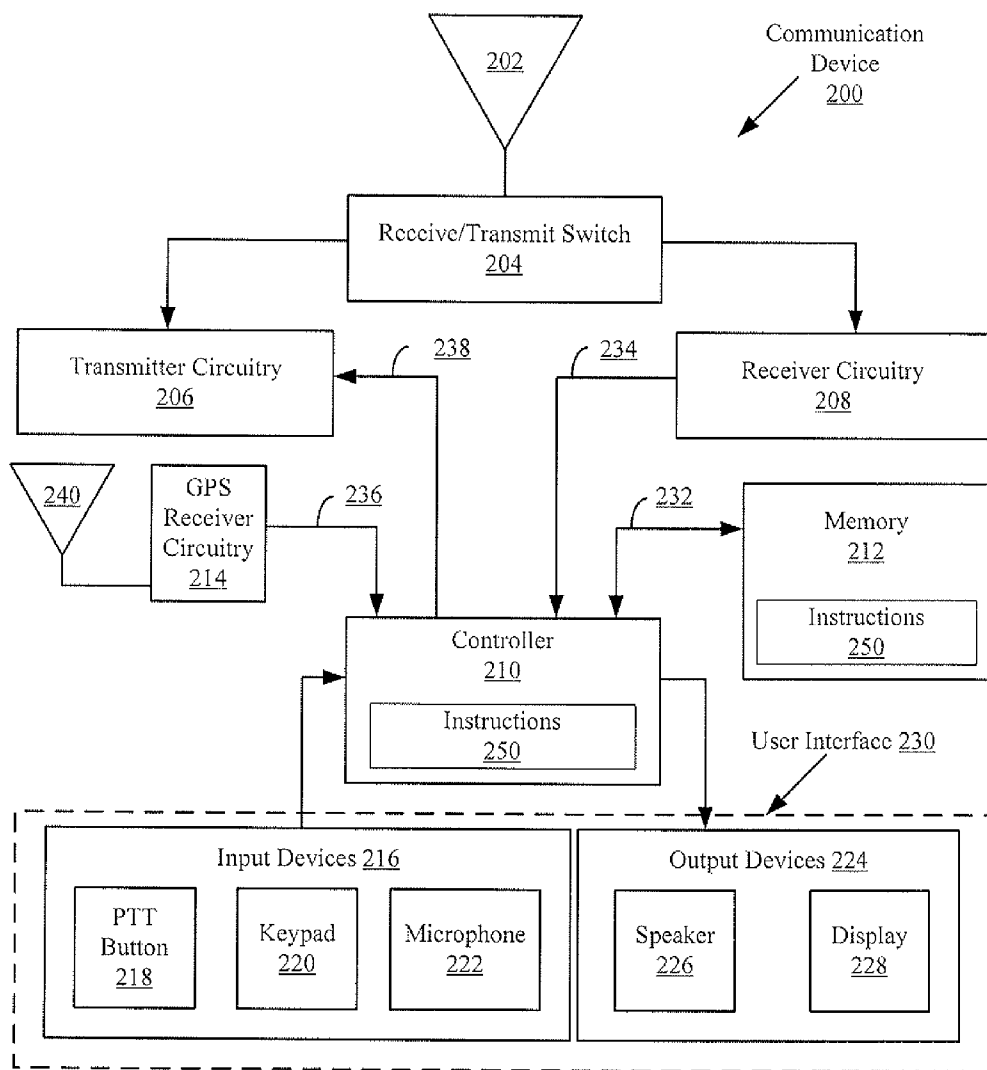 Communication
Device
200
202
Receive/Transmit Switch
204
238
234
Transmitter Circuitry
206
Receiver Circuitry
208
240
GPS
Receiver
Circuitry
214
236
232
Memory
212
Instructions
250
Controller
210
Instructions
250
User Interface 230
Input Devices 216
PTT
Button
218
Keypad
220
Microphone
222
Output Devices 224
Speaker
226
Display
228